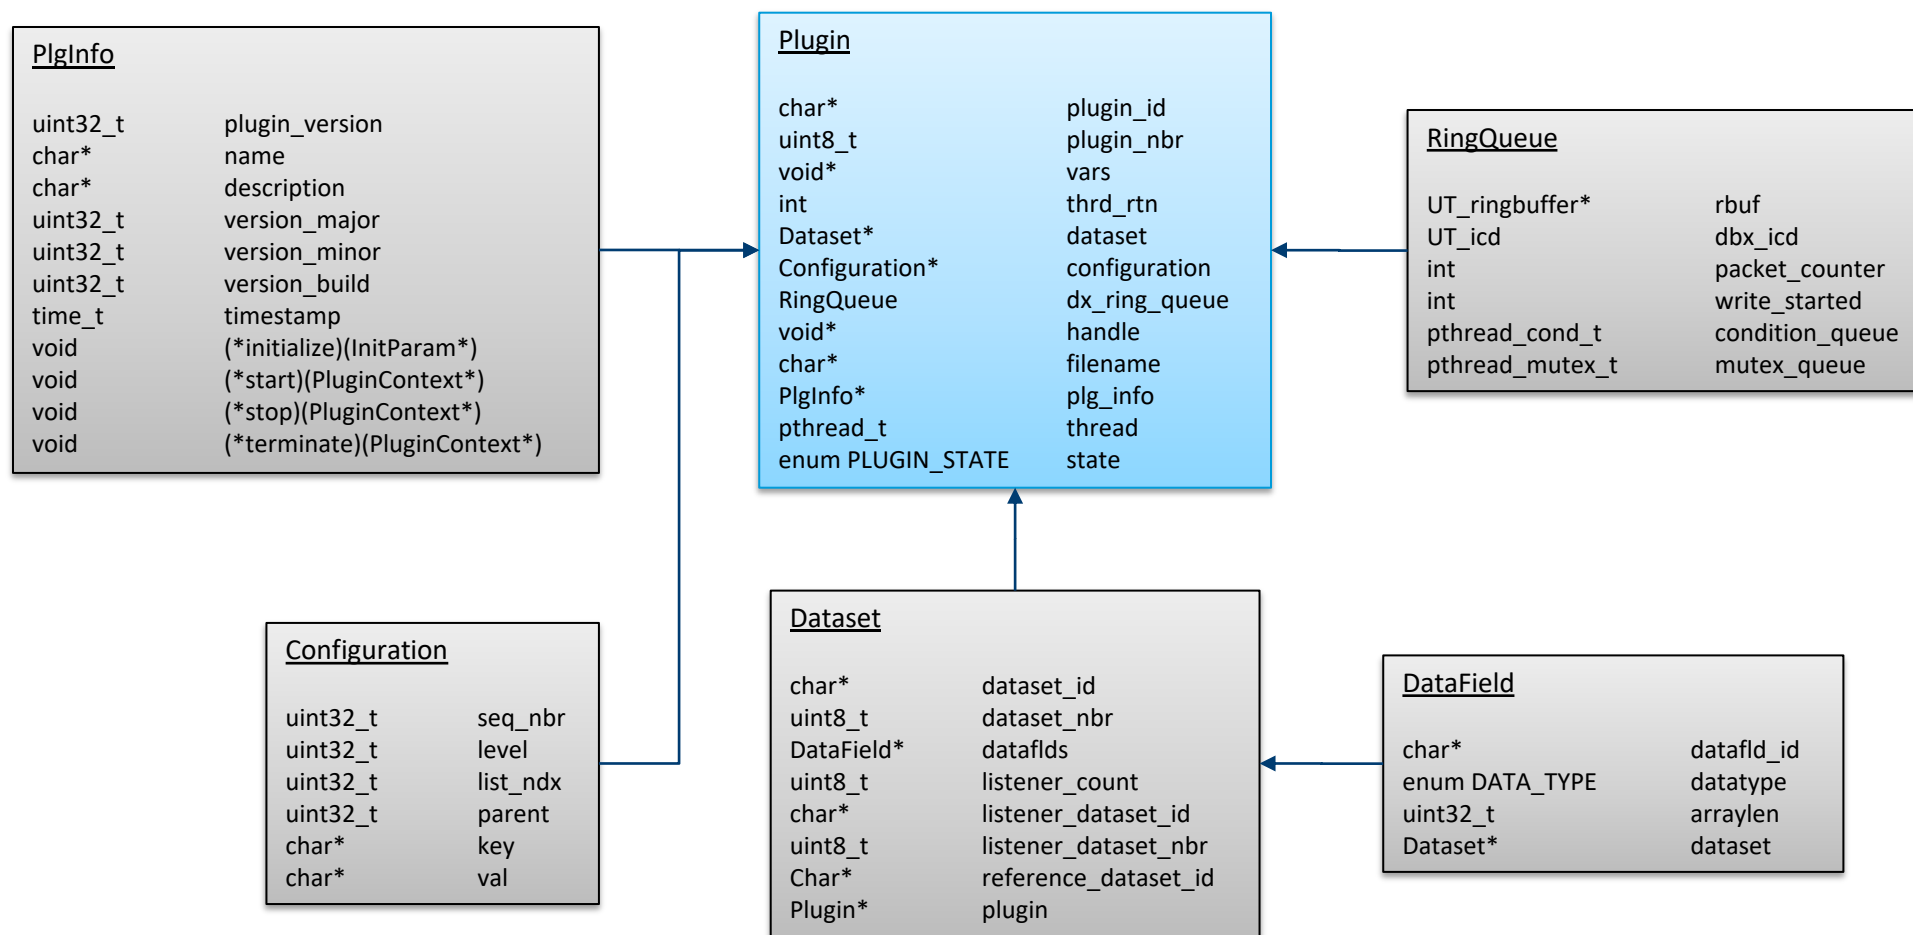 PlgInfo
uint32_t plugin_version
char* name
char* description
uint32_t version_major
uint32_t version_minor
uint32_t version_build
time_t timestamp
void (*initialize)(InitParam*)
void (*start)(PluginContext*)
void (*stop)(PluginContext*)
void (*terminate)(PluginContext*)
Plugin
char* plugin_id
uint8_t plugin_nbr
void* vars
int thrd_rtn
Dataset* dataset
Configuration* configuration
RingQueue dx_ring_queue
void* handle
char* filename
PlgInfo* plg_info
pthread_t thread
enum PLUGIN_STATE state
RingQueue
UT_ringbuffer* rbuf
UT_icd dbx_icd
int packet_counter
int write_started
pthread_cond_t condition_queue
pthread_mutex_t mutex_queue
Configuration
uint32_t seq_nbr
uint32_t level
uint32_t list_ndx
uint32_t parent
char* key
char* val
Dataset
char* dataset_id
uint8_t dataset_nbr
DataField* dataflds
uint8_t listener_count
char* listener_dataset_id
uint8_t listener_dataset_nbr
Char* reference_dataset_id
Plugin* plugin
DataField
char* datafld_id
enum DATA_TYPE datatype
uint32_t arraylen
Dataset* dataset